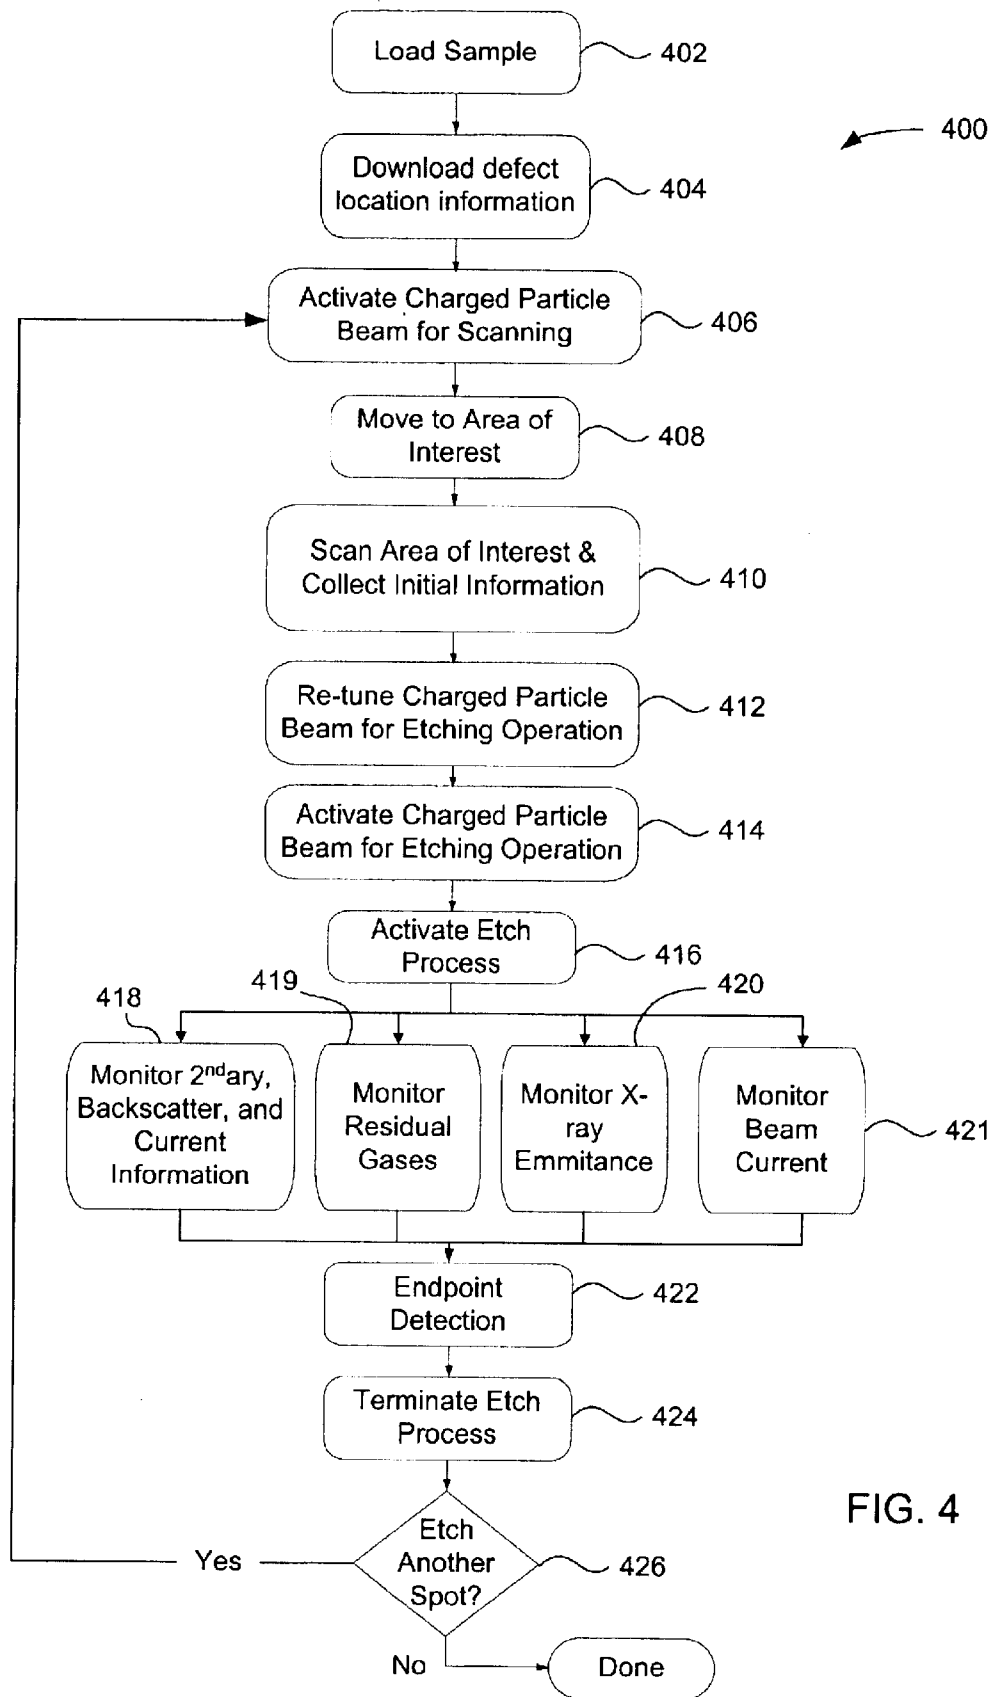 Load Sample
402
400
Download defect
location information
404
Activate Charged Particle
Beam for Scanning
406
Move to Area of
Interest
408
Scan Area of Interest &
Collect Initial Information
410
Re-tune Charged Particle
Beam for Etching Operation
412
Activate Charged Particle
Beam for Etching Operation
414
Activate Etch
Process
416
418
419
420
Monitor 2ndary,
Backscatter, and
Current
Information
Monitor
Residual
Gases
Monitor X-
ray
Emmitance
Monitor
Beam
Current
421
Endpoint
Detection
422
Terminate Etch
Process
424
FIG. 4
Etch
Another
Spot?
426
Yes
No
Done